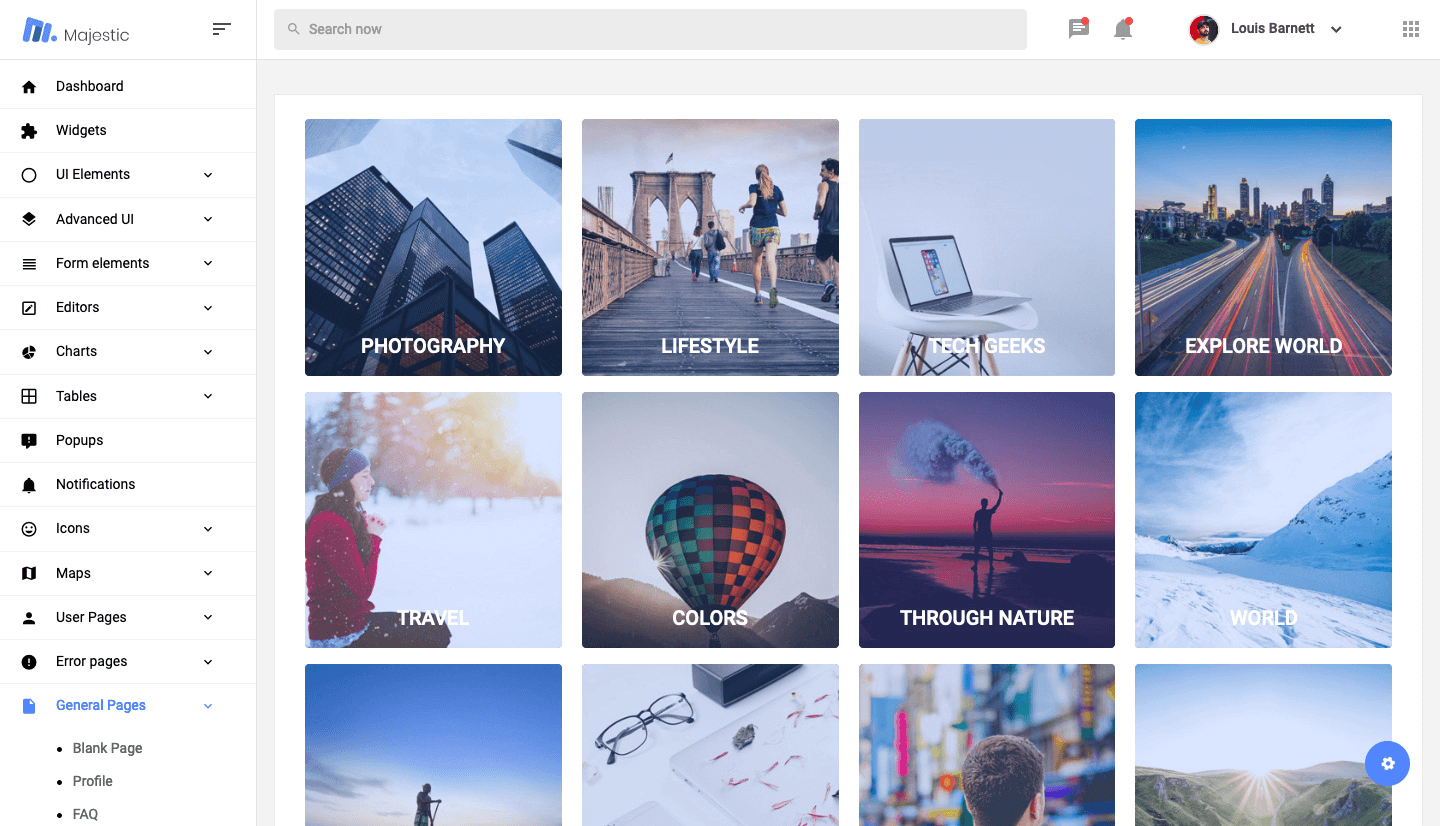 Majestic
Search now
Louis Barnett
Dashboard
Widgets
UI Elements
Advanced UI
Form elements
Editors
Charts
Tables
Popups
Notifications
Icons
Maps
User Pages
Error pages
General Pages
Blank Page
Profile
FAQ
PHOTOGRAPHY
LIFESTYLE
TECH GEEKS
EXPLORE WORLD
TRAVEL
COLORS
THROUGH NATURE
WORLD